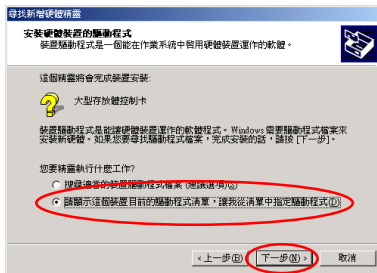 尋找新增硬體精靈
安裝硬體裝置的驅動程式
裝置驅動程式是一個能在作業系統中啟用硬體裝置運作的軟體。
這個精靈將會完成裝置安裝:
大型存放體控制卡
裝置驅動程式是能讓硬體裝置運作的軟體程式。Windows 需要驅動程式檔案來
安裝新硬體。如果您要尋找驅動程式檔案，完成安裝的話，請按 [下一步]。
您要精靈執行什麼工作?
搜尋適當的裝置驅動程式檔案 (建議選項)(S)
請顯示這個裝置目前的驅動程式清單，讓我從清單中指定驅動程式(D)
< 上一步(B) 下一步(N) > 取消